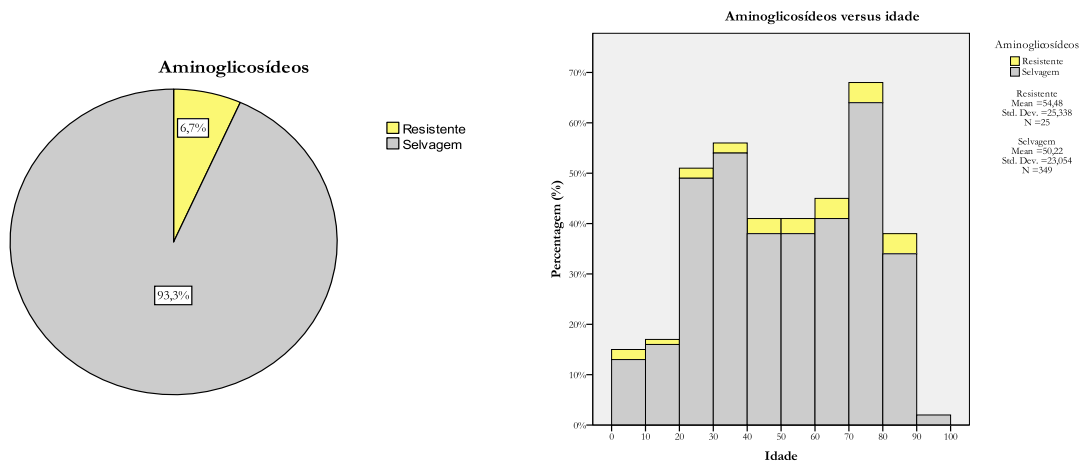 Aminoglicosídeos
6,7%
93,3%
Resistente
Selvagem
Aminoglicosídeos versus idade
Percentagem (%)
70%
60%
50%
40%
30%
20%
10%
0%
0 10 20 30 40 50 60 70 80 90 100
Idade
Aminoglicosídeos
Resistente
Selvagem
Resistente
Mean =54,48
Std. Dev. =25,338
N =25
Selvagem
Mean =50,22
Std. Dev. =23,054
N =349